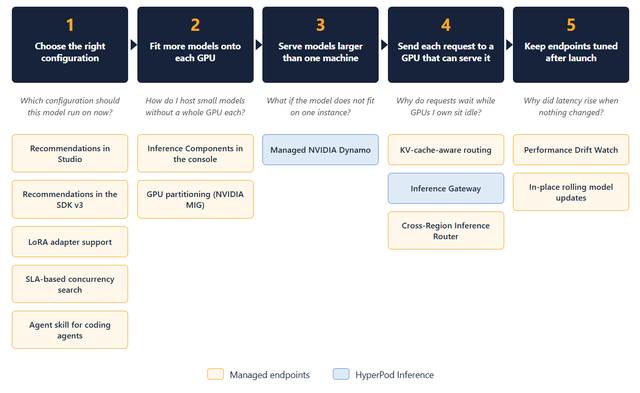 1
Choose the right
configuration
2
Fit more models onto
each GPU
3
Serve models larger
than one machine
4
Send each request to a
GPU that can serve it
5
Keep endpoints tuned
after launch
Which configuration should
this model run on now?
How do I host small models
without a whole GPU each?
What if the model does not fit
on one instance?
Why do requests wait while
GPUs I own sit idle?
Why did latency rise when
nothing changed?
Recommendations in
Studio
Recommendations in the
SDK v3
LoRA adapter support
SLA-based concurrency
search
Agent skill for coding
agents
Inference Components in
the console
GPU partitioning (NVIDIA
MIG)
Managed NVIDIA Dynamo
KV-cache-aware routing
Inference Gateway
Cross-Region Inference
Router
Performance Drift Watch
In-place rolling model
updates
Managed endpoints
HyperPod Inference